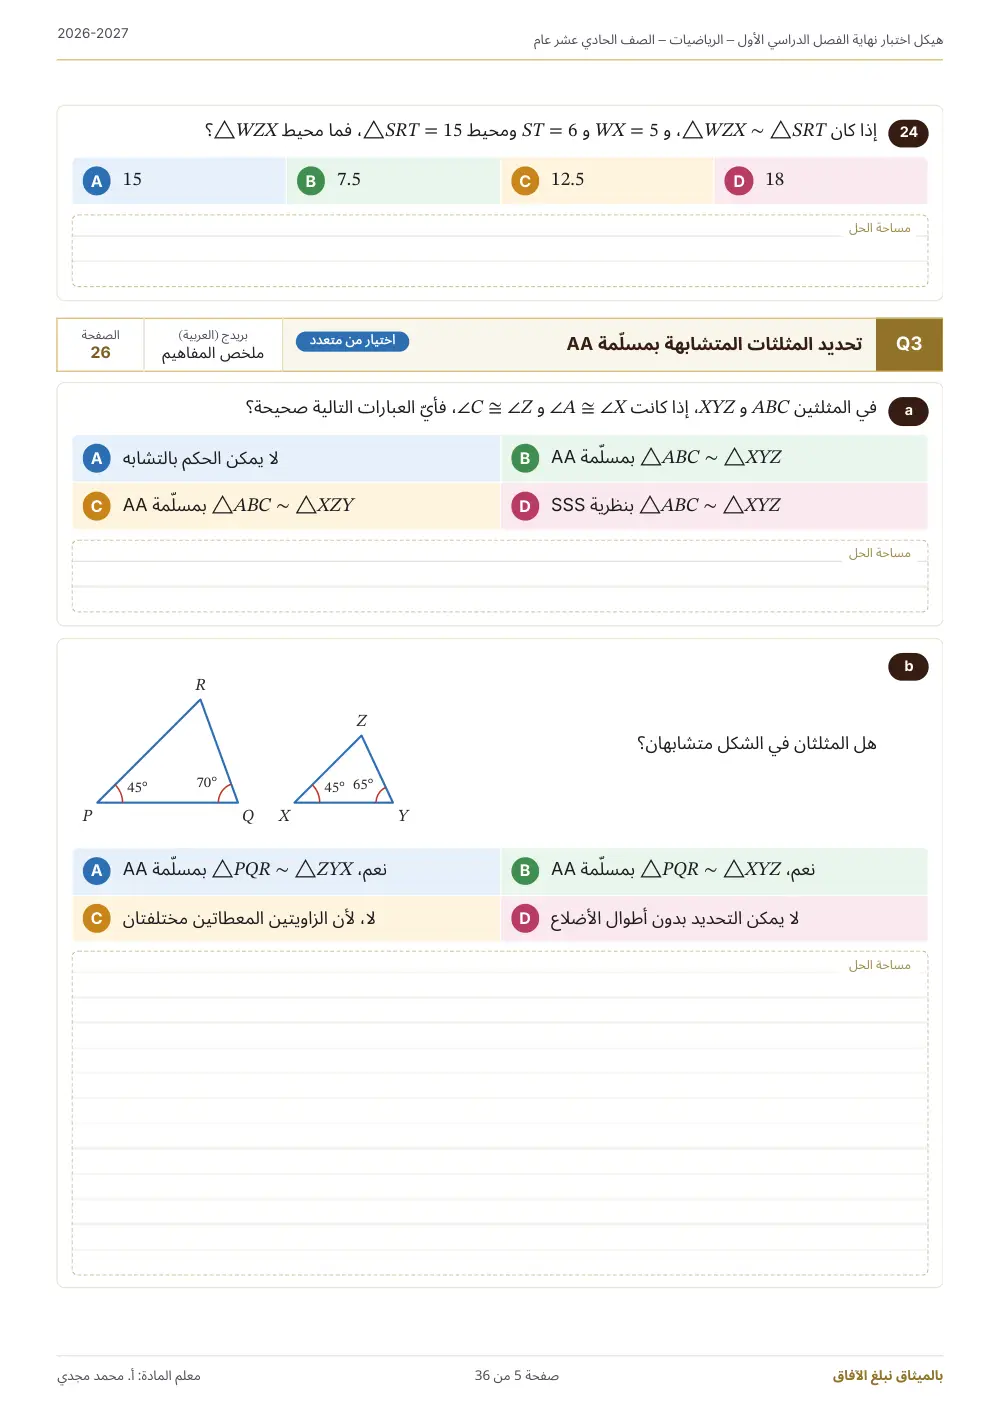 هيكل اختبار نهاية الفصل الدراسي الأول – الرياضيات – الصف الحادي عشر عام
2026-2027
24 إذا كان △WZX ~ △SRT، و WX = 5 و ST = 6 ومحيط △SRT = 15، فما محيط △WZX؟
A 15 B 7.5 C 12.5 D 18
مساحة الحل
Q3 تحديد المثلثات المتشابهة بمسلّمة AA اختيار من متعدد
بريدج (العربية)
ملخص المفاهيم
الصفحة
26
a في المثلثين ABC و XYZ، إذا كانت ∠A ≅ ∠X و ∠C ≅ ∠Z، فأيّ العبارات التالية صحيحة؟
A لا يمكن الحكم بالتشابه
B △ABC ~ △XYZ بمسلّمة AA
C △ABC ~ △XZY بمسلّمة AA
D △ABC ~ △XYZ بنظرية SSS
مساحة الحل
b
هل المثلثان في الشكل متشابهان؟
R
Z
45° 70° 45° 65°
P Q X Y
A نعم، △PQR ~ △ZYX بمسلّمة AA
B نعم، △PQR ~ △XYZ بمسلّمة AA
C لا، لأن الزاويتين المعطاتين مختلفتان
D لا يمكن التحديد بدون أطوال الأضلاع
مساحة الحل
بالميثاق نبلغ الآفاق
صفحة 5 من 36
معلم المادة: أ. محمد مجدي